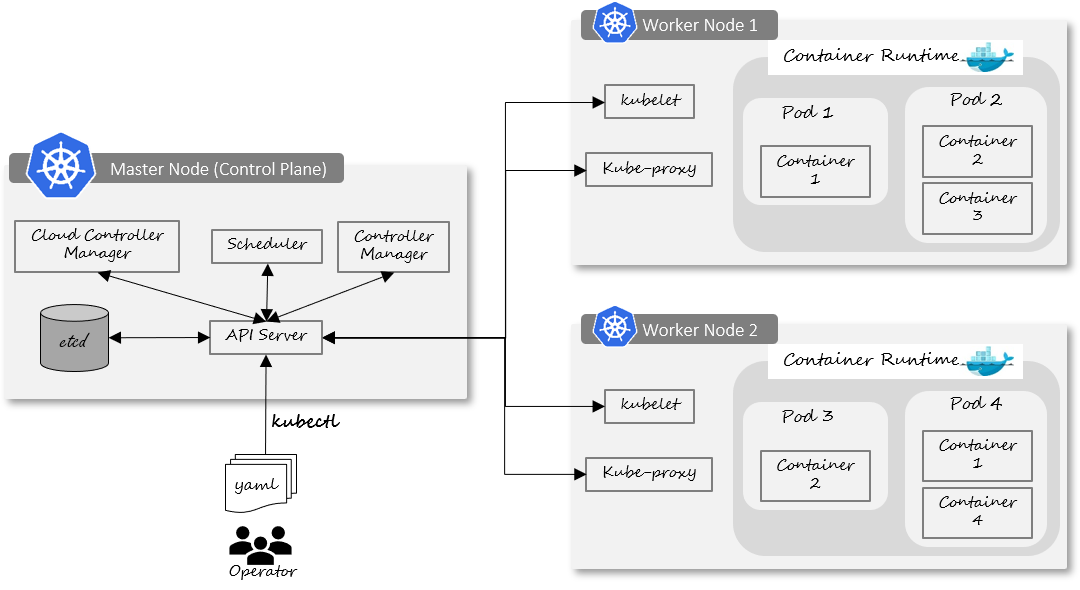 Master Node (Control Plane)
Cloud Controller
Manager
Scheduler
Controller
Manager
etcd
API Server
kubectl
yaml
Operator
Worker Node 1
Container Runtime
kubelet
Kube-proxy
Pod 1
Container
1
Pod 2
Container
2
Container
3
Worker Node 2
Container Runtime
kubelet
Kube-proxy
Pod 3
Container
2
Pod 4
Container
1
Container
4